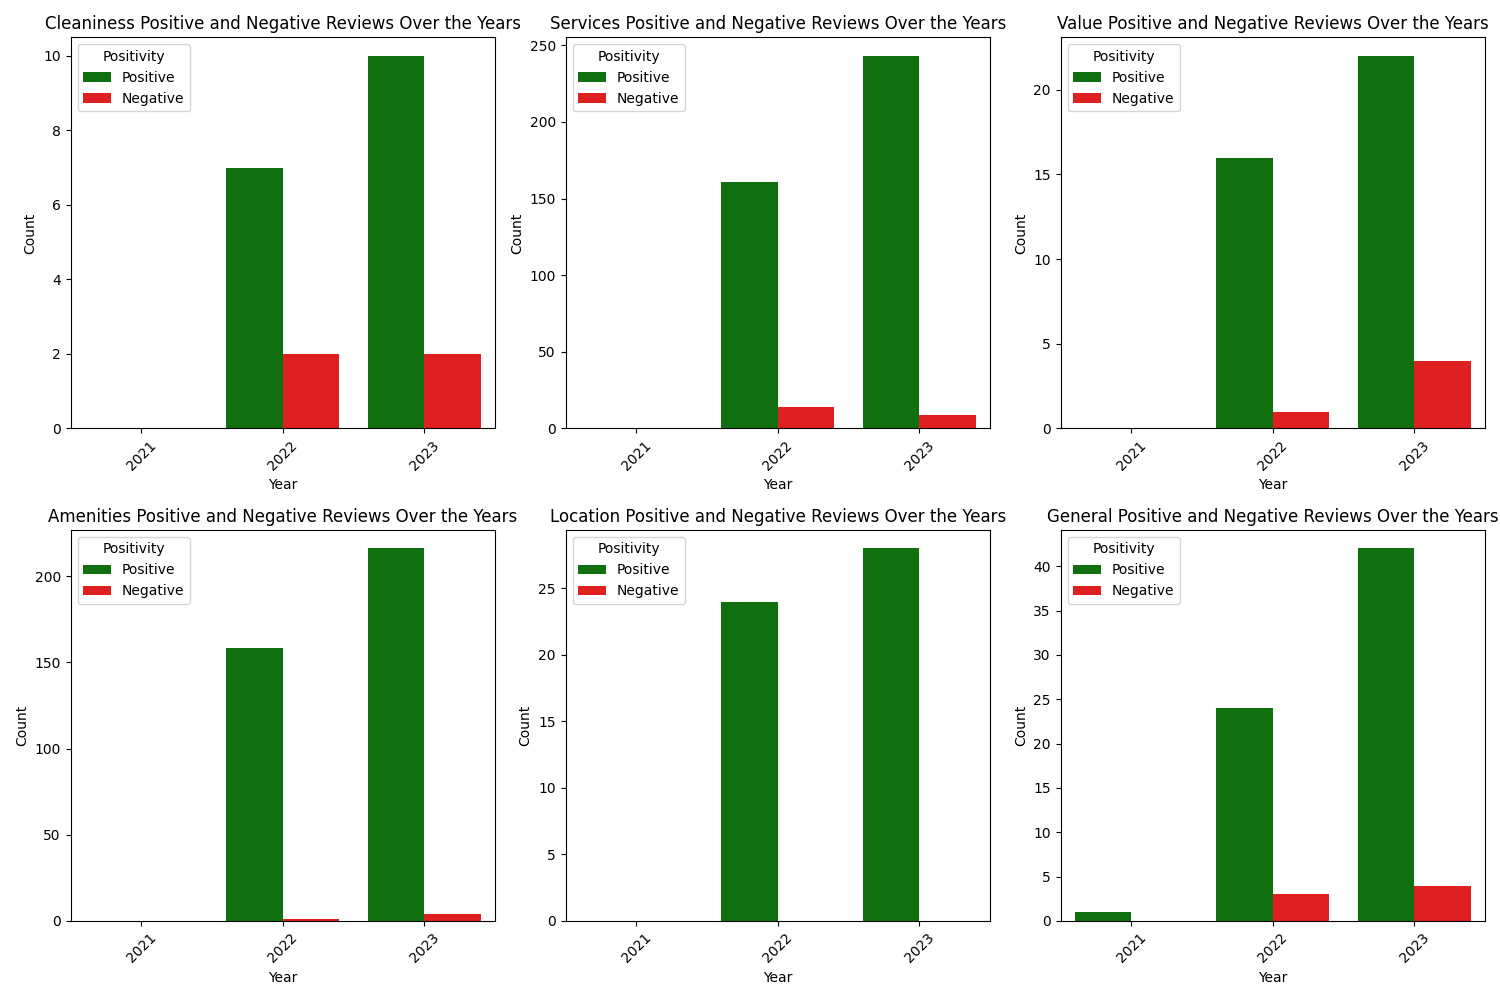 Cleaniness Positive and Negative Reviews Over the Years
Positivity
Positive
Negative
10
8
6
4
2
0
Count
2021
2022
2023
Year
Services Positive and Negative Reviews Over the Years
Positivity
Positive
Negative
250
200
150
100
50
0
Count
2021
2022
2023
Year
Value Positive and Negative Reviews Over the Years
Positivity
Positive
Negative
20
15
10
5
0
Count
2021
2022
2023
Year
Amenities Positive and Negative Reviews Over the Years
Positivity
Positive
Negative
200
150
100
50
0
Count
2021
2022
2023
Year
Location Positive and Negative Reviews Over the Years
Positivity
Positive
Negative
25
20
15
10
5
0
Count
2021
2022
2023
Year
General Positive and Negative Reviews Over the Years
Positivity
Positive
Negative
40
35
30
25
20
15
10
5
0
Count
2021
2022
2023
Year